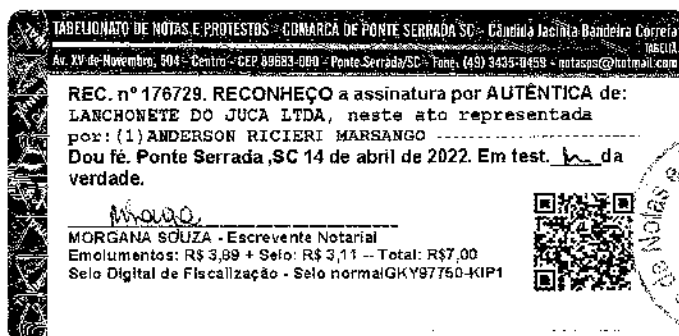 TABELIONATO DE NOTAS E PROTESTOS - COMARCA DE PONTE SERRADA SC - Cândida Jacinta Bandeira Correia
TABELIÃ
Av. XV de Novembro, 504 - Centro - CEP 89683-000 - Ponte Serrada/SC - Fone: (49) 3435-0459 - notasps@hotmail.com
REC. nº 176729. RECONHEÇO a assinatura por AUTÊNTICA de:
LANCHONETE DO JUCA LTDA, neste ato representada
por: (1)ANDERSON RICIERI MARSANGO ------------------------
Dou fé. Ponte Serrada ,SC 14 de abril de 2022. Em test. da
verdade.
MORGANA SOUZA - Escrevente Notarial
Emolumentos: R$ 3,89 + Selo: R$ 3,11 -- Total: R$7,00
Selo Digital de Fiscalização - Selo normalGKY97750-KIP1
de Notas e